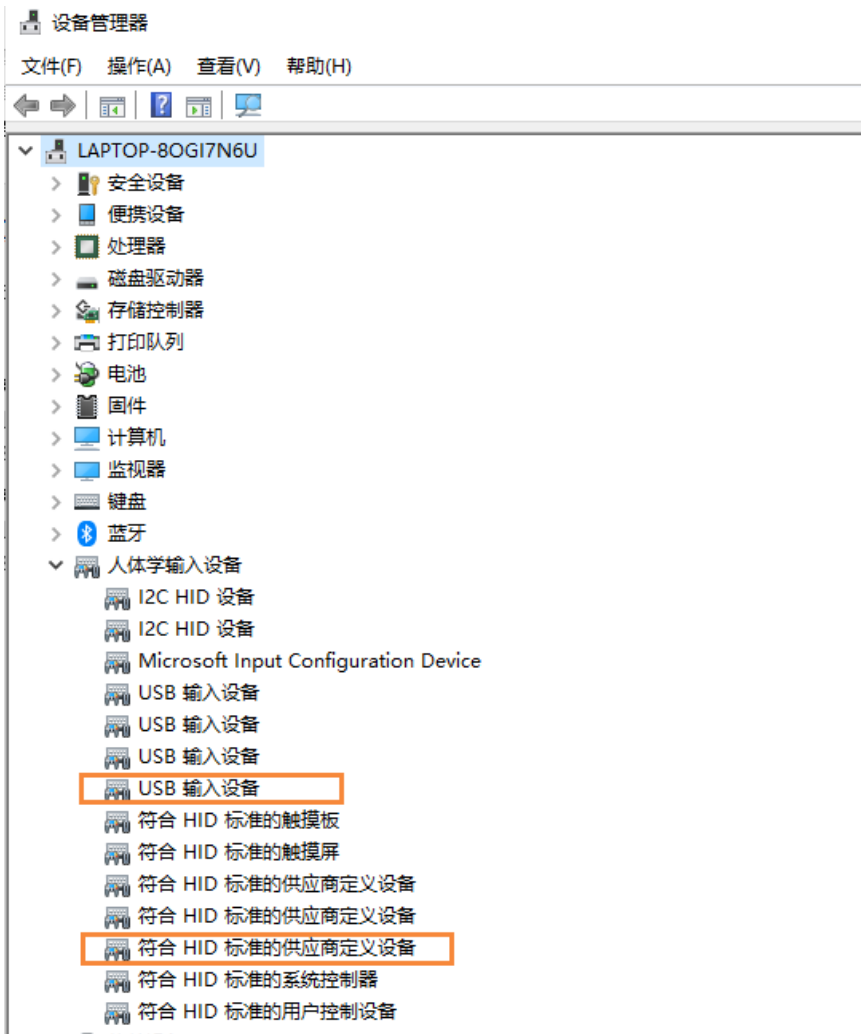 设备管理器
文件(F) 操作(A) 查看(V) 帮助(H)
LAPTOP-8OGI7N6U
安全设备
便携设备
处理器
磁盘驱动器
存储控制器
打印队列
电池
固件
计算机
监视器
键盘
蓝牙
人体学输入设备
I2C HID 设备
I2C HID 设备
Microsoft Input Configuration Device
USB 输入设备
USB 输入设备
USB 输入设备
USB 输入设备
符合 HID 标准的触摸板
符合 HID 标准的触摸屏
符合 HID 标准的供应商定义设备
符合 HID 标准的供应商定义设备
符合 HID 标准的供应商定义设备
符合 HID 标准的系统控制器
符合 HID 标准的用户控制设备